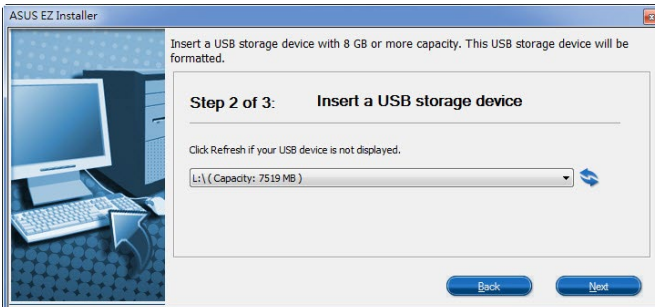 ASUS EZ Installer
Insert a USB storage device with 8 GB or more capacity. This USB storage device will be
formatted.
Step 2 of 3: Insert a USB storage device
Click Refresh if your USB device is not displayed.
L:\ ( Capacity: 7519 MB )
Back Next